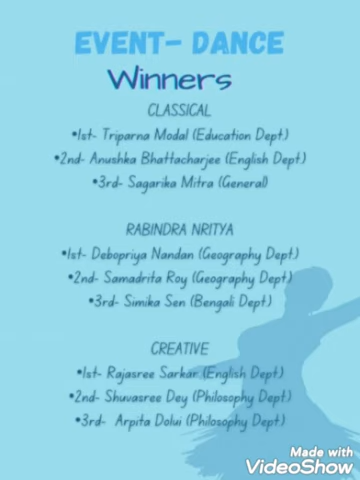 EVENT- DANCE
Winners
CLASSICAL
•1st- Triparna Modal (Education Dept.)
•2nd- Anushka Bhattacharjee (English Dept.)
•3rd- Sagarika Mitra (General)
RABINDRA NRITYA
•1st- Debopriya Nandan (Geography Dept.)
•2nd- Samadrita Roy (Geography Dept.)
•3rd- Simika Sen (Bengali Dept.)
CREATIVE
•1st- Rajasree Sarkar (English Dept.)
•2nd- Shuvasree Dey (Philosophy Dept.)
•3rd- Arpita Dolui (Philosophy Dept.)
Made with
VideoShow